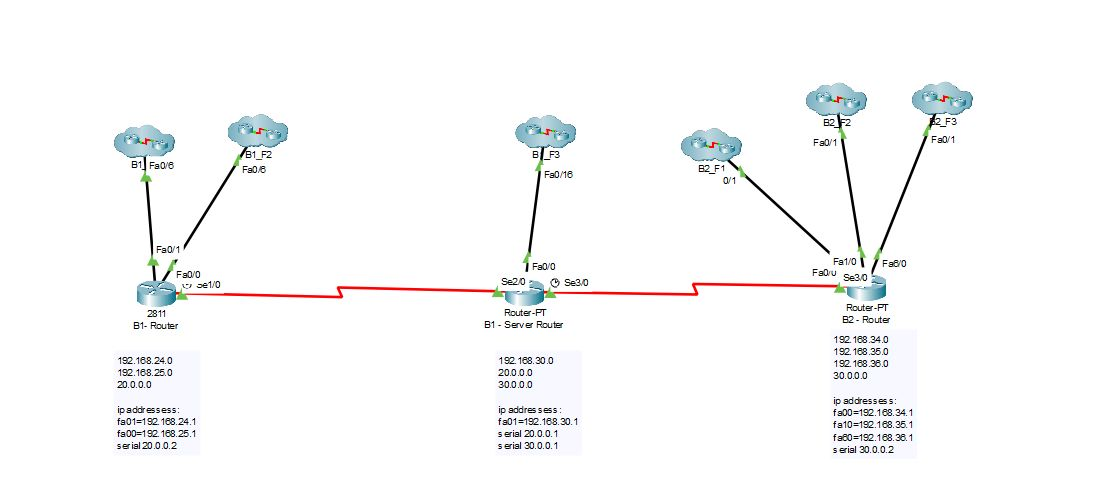 B2_F2
B2_F3
B1_F2
B1_F3
B1
Fa0/6
Fa0/6
Fa0/16
B2_F1
0/1
Fa0/1
Fa0/1
Fa0/1
Fa0/0
Se1/0
Fa0/0
Se2/0
Se3/0
Fa1/0
Fa0/0
Fa6/0
Se3/0
2811
B1- Router
Router-PT
B1 - Server Router
Router-PT
B2 - Router
192.168.24.0
192.168.25.0
20.0.0.0
ip addressess:
fa01=192.168.24.1
fa00=192.168.25.1
serial 20.0.0.2
192.168.30.0
20.0.0.0
30.0.0.0
ip addressess:
fa01=192.168.30.1
serial 20.0.0.1
serial 30.0.0.1
192.168.34.0
192.168.35.0
192.168.36.0
30.0.0.0
ip addressess:
fa00=192.168.34.1
fa10=192.168.35.1
fa60=192.168.36.1
serial 30.0.0.2